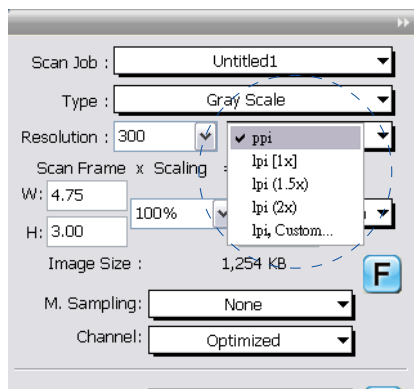 Scan Job : Untitled1
Type : Gray Scale
Resolution : 300 ✔ ppi
lpi [1x]
lpi (1.5x)
lpi (2x)
lpi, Custom...
Scan Frame x Scaling =
W: 4.75
100%
H: 3.00
Image Size : 1,254 KB
F
M. Sampling: None
Channel: Optimized